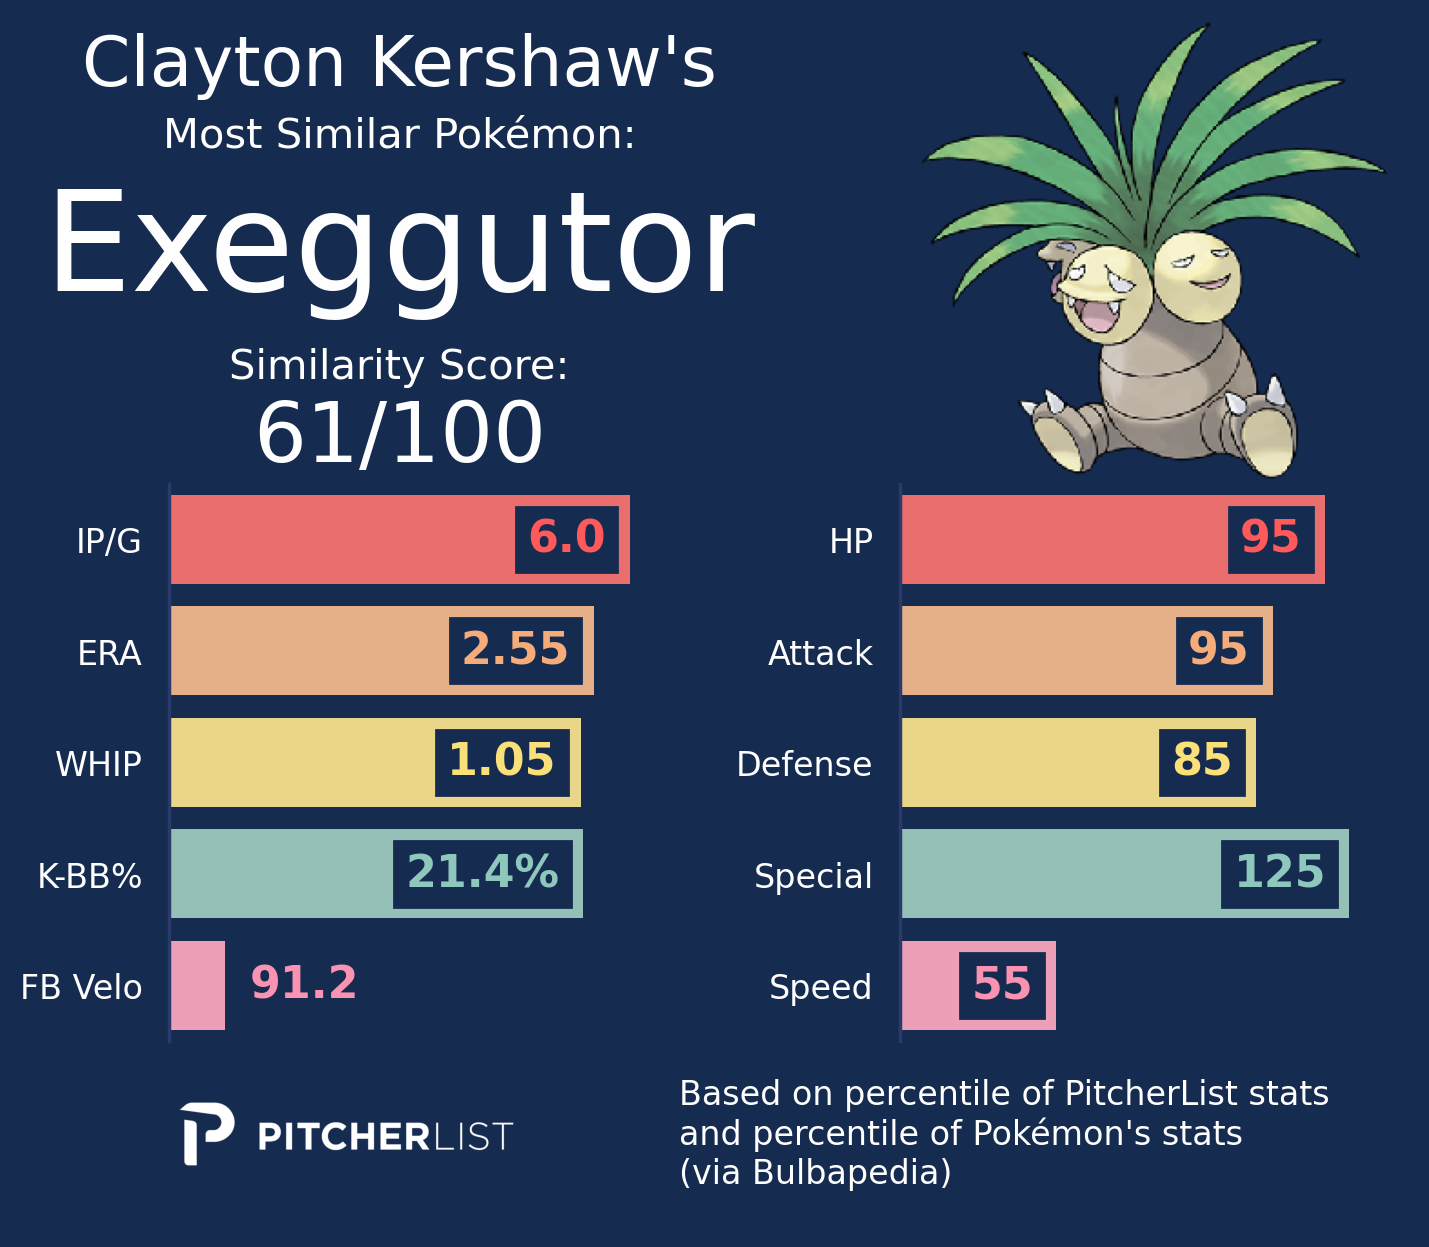 Clayton Kershaw's
Most Similar Pokémon:
Exeggutor
Similarity Score:
61/100
IP/G 6.0
ERA 2.55
WHIP 1.05
K-BB% 21.4%
FB Velo 91.2
HP 95
Attack 95
Defense 85
Special 125
Speed 55
PITCHERLIST
Based on percentile of PitcherList stats
and percentile of Pokémon's stats
(via Bulbapedia)